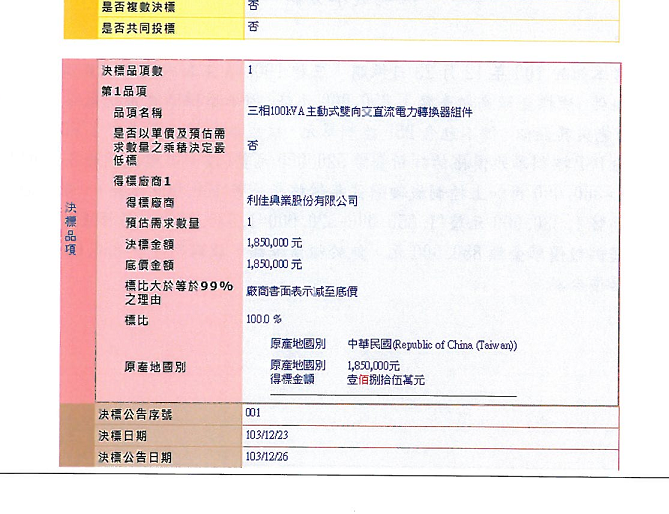 是否複數決標
否
是否共同投標
否
決標品項
決標品項數
1
第1品項
品項名稱
三相100kVA主動式雙向交直流電力轉換器組件
是否以單價及預估需
求數量之乘積決定最
低標
否
得標廠商1
得標廠商
利佳興業股份有限公司
預估需求數量
1
決標金額
1,850,000 元
底價金額
1,850,000 元
標比大於等於99%
之理由
廠商書面表示減至底價
標比
100.0 %
原產地國別
原產地國別 中華民國(Republic of China (Taiwan))
原產地國別 1,850,000元
得標金額 壹佰捌拾伍萬元
決標公告序號
001
決標日期
103/12/23
決標公告日期
103/12/26